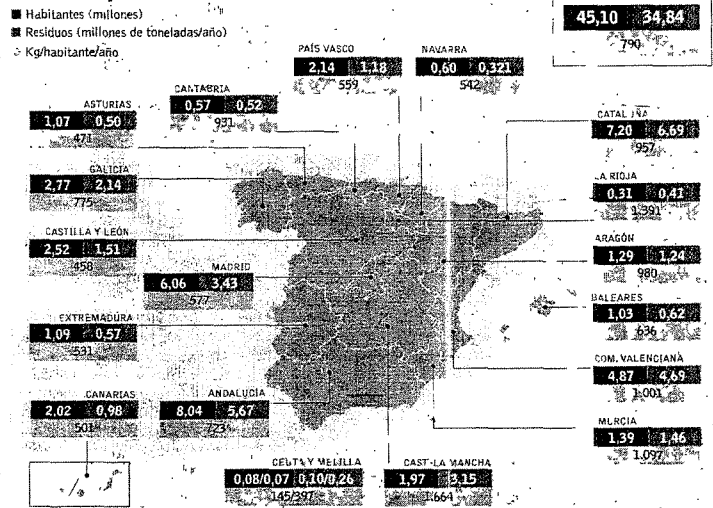 Habitantes (millones)
Residuos (millones de toneladas/año)
Kg/habitante/año
45,10 34,84
790
PAÍS VASCO
2,14 1,18
559
NAVARRA
0,60 0,321
542
CANTABRIA
0,57 0,52
931
ASTURIAS
1,07 0,50
471
CATALUÑA
7,20 6,69
957
GALICIA
2,77 2,14
775
LA RIOJA
0,31 0,41
1.391
CASTILLA Y LEÓN
2,52 1,51
458
ARAGÓN
1,29 1,24
980
MADRID
6,06 3,43
577
BALEARES
1,03 0,62
636
EXTREMADURA
1,09 0,57
531
COM. VALENCIANA
4,87 4,69
1.001
CANARIAS
2,02 0,98
501
ANDALUCÍA
8,04 5,67
723
MURCIA
1,39 1,46
1.097
CEUTA Y MELILLA
0,08/0,07 0,10/0,26
145/397
CAST-LA MANCHA
1,97 3,15
1.664